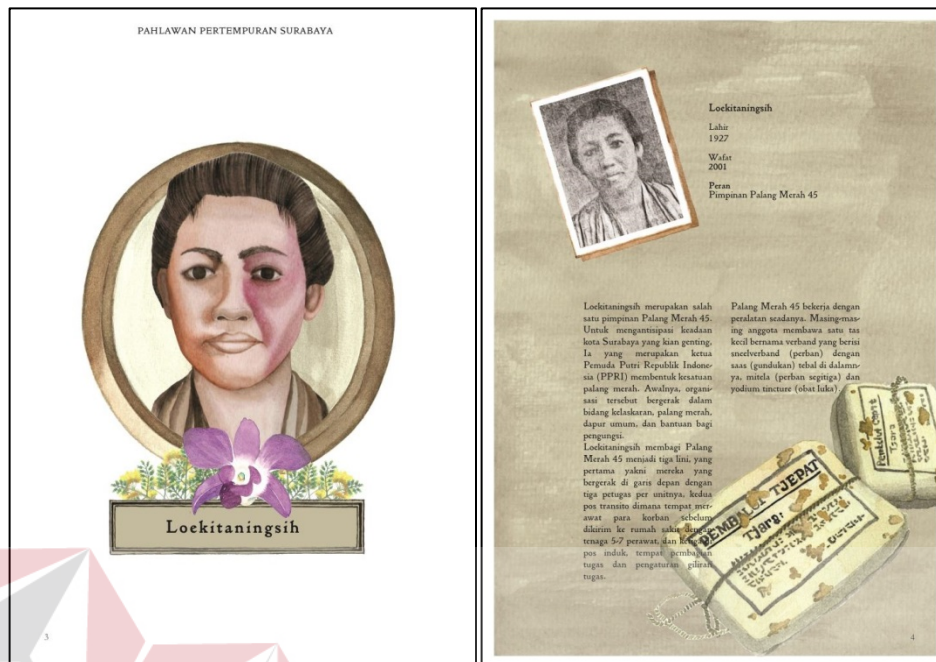 PAHLAWAN PERTEMPURAN SURABAYA
Loekitaningsih
3
Loekitaningsih
Lahir
1927
Wafat
2001
Peran
Pimpinan Palang Merah 45
Loekitaningsih merupakan salah
satu pimpinan Palang Merah 45.
Untuk mengantisipasi keadaan
kota Surabaya yang kian genting,
Ia yang merupakan ketua
Pemuda Putri Republik Indone-
sia (PPRI) membentuk kesatuan
palang merah. Awalnya, organi-
sasi tersebut bergerak dalam
bidang kelaskaran, palang merah,
dapur umum, dan bantuan bagi
pengungsi.
Loekitaningsih membagi Palang
Merah 45 menjadi tiga lini, yang
pertama yakni mereka yang
bergerak di garis depan dengan
tiga petugas per unitnya, kedua
pos transito dimana tempat mer-
awat para korban sebelum
dikirim ke rumah sakit dengan
tenaga 5-7 perawat, dan ketiga
pos induk, tempat pembagian
tugas dan pengaturan giliran
tugas.
Palang Merah 45 bekerja dengan
peralatan seadanya. Masing-mas-
ing anggota membawa satu tas
kecil bernama verband yang berisi
snelverband (perban) dengan
saas (gundukan) tebal di dalamn-
ya, mitela (perban segitiga) dan
yodium tincture (obat luka).
PEMBALUT TJEPAT
Tjara:
Pembalut Cepat
Tjara
4